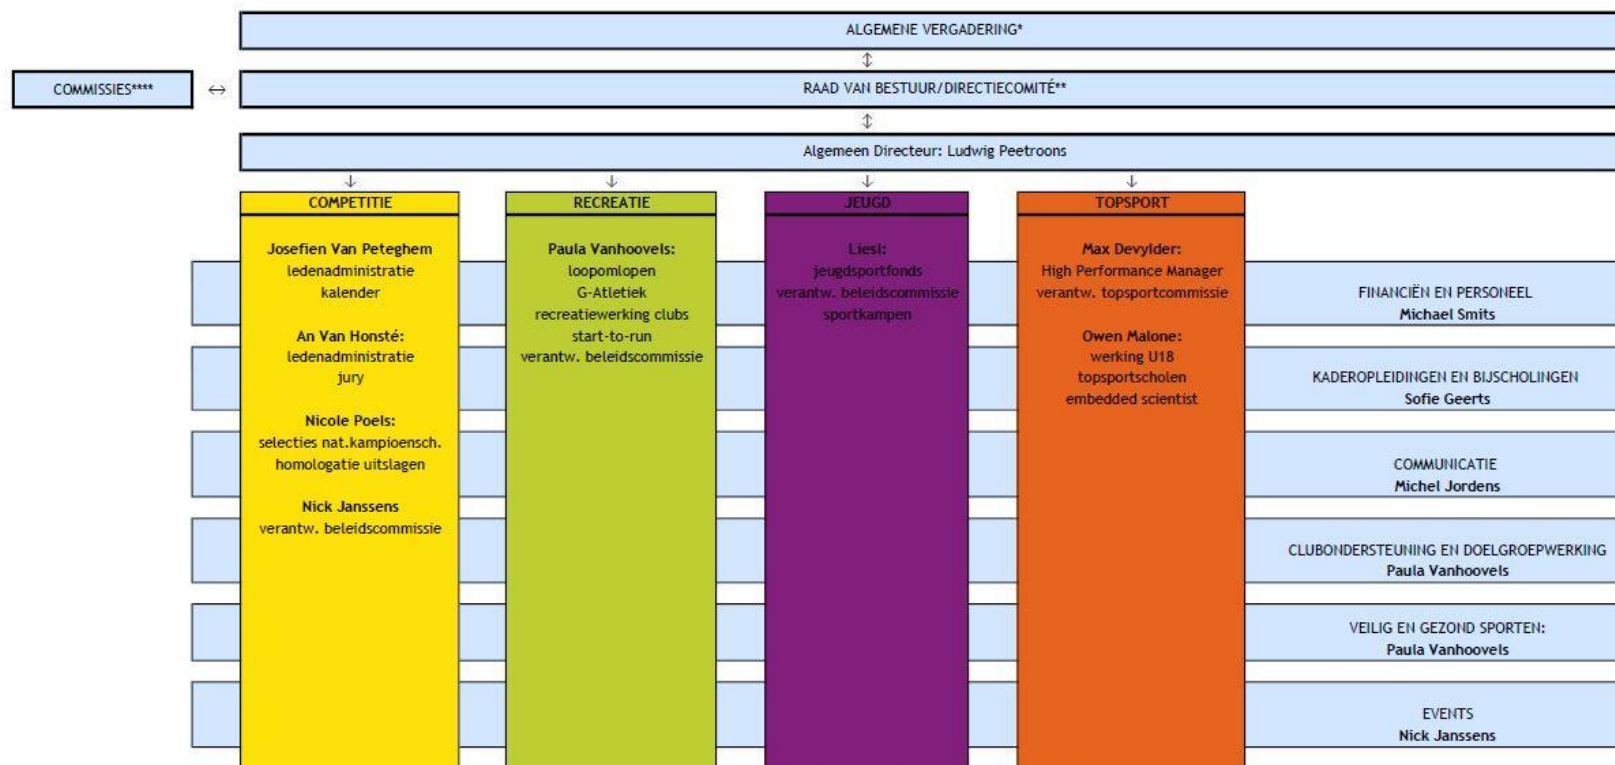 ALGEMENE VERGADERING*
COMMISSIES****
RAAD VAN BESTUUR/DIRECTIECOMITÉ**
Algemeen Directeur: Ludwig Peetroons
COMPETITIE
Josefien Van Peteghem
ledenadministratie
kalender
An Van Honsté:
ledenadministratie
jury
Nicole Poels:
selecties nat.kampioensch.
homologatie uitslagen
Nick Janssens
verantw. beleidscommissie
RECREATIE
Paula Vanhoovels:
loopomlopen
G-Atletiek
recreatiewerking clubs
start-to-run
verantw. beleidscommissie
JEUGD
Liesl:
jeugdsportfonds
verantw. beleidscommissie
sportkampen
TOPSPORT
Max Devylder:
High Performance Manager
verantw. topsportcommissie
Owen Malone:
werking U18
topsportscholen
embedded scientist
FINANCIËN EN PERSONEEL
Michael Smits
KADEROPLEIDINGEN EN BIJSCHOLINGEN
Sofie Geerts
COMMUNICATIE
Michel Jordens
CLUBONDERSTEUNING EN DOELGROEPWERKING
Paula Vanhoovels
VEILIG EN GEZOND SPORTEN:
Paula Vanhoovels
EVENTS
Nick Janssens